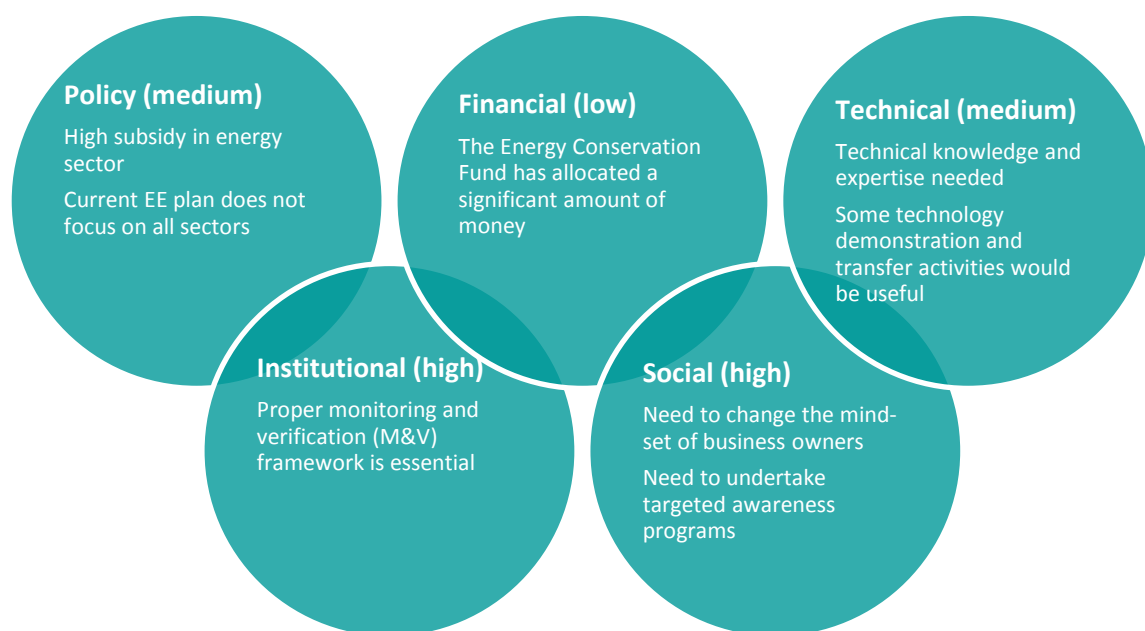 Policy (medium)
High subsidy in energy
sector
Current EE plan does not
focus on all sectors
Financial (low)
The Energy Conservation
Fund has allocated a
significant amount of
money
Technical (medium)
Technical knowledge and
expertise needed
Some technology
demonstration and
transfer activities would
be useful
Institutional (high)
Proper monitoring and
verification (M&V)
framework is essential
Social (high)
Need to change the mind-
set of business owners
Need to undertake
targeted awareness
programs